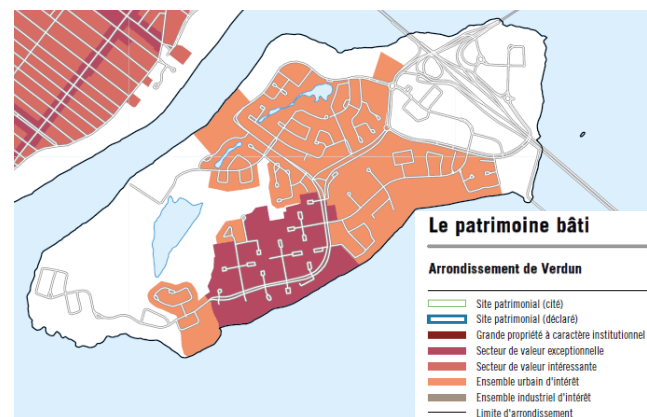 Le patrimoine bâti
Arrondissement de Verdun
Site patrimonial (cité)
Site patrimonial (déclaré)
Grande propriété à caractère institutionnel
Secteur de valeur exceptionnelle
Secteur de valeur intéressante
Ensemble urbain d'intérêt
Ensemble industriel d'intérêt
Limite d'arrondissement